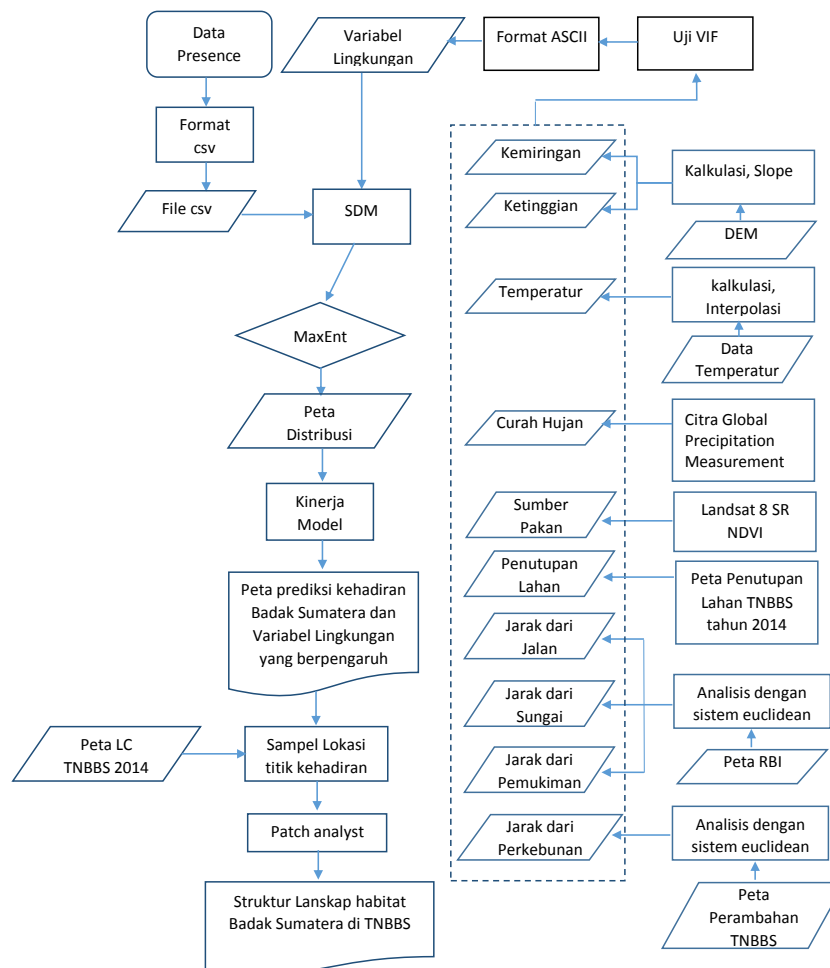 Data
Presence
Variabel
Lingkungan
Format ASCII
Uji VIF
Format
csv
File csv
SDM
MaxEnt
Peta
Distribusi
Kinerja
Model
Peta prediksi kehadiran
Badak Sumatera dan
Variabel Lingkungan
yang berpengaruh
Peta LC
TNBBS 2014
Sampel Lokasi
titik kehadiran
Patch analyst
Struktur Lanskap habitat
Badak Sumatera di TNBBS
Kemiringan
Ketinggian
Kalkulasi, Slope
DEM
Temperatur
kalkulasi,
Interpolasi
Data
Temperatur
Curah Hujan
Citra Global
Precipitation
Measurement
Sumber
Pakan
Landsat 8 SR
NDVI
Penutupan
Lahan
Peta Penutupan
Lahan TNBBS
tahun 2014
Jarak dari
Jalan
Jarak dari
Sungai
Jarak dari
Pemukiman
Analisis dengan
sistem euclidean
Peta RBI
Jarak dari
Perkebunan
Analisis dengan
sistem euclidean
Peta
Perambahan
TNBBS